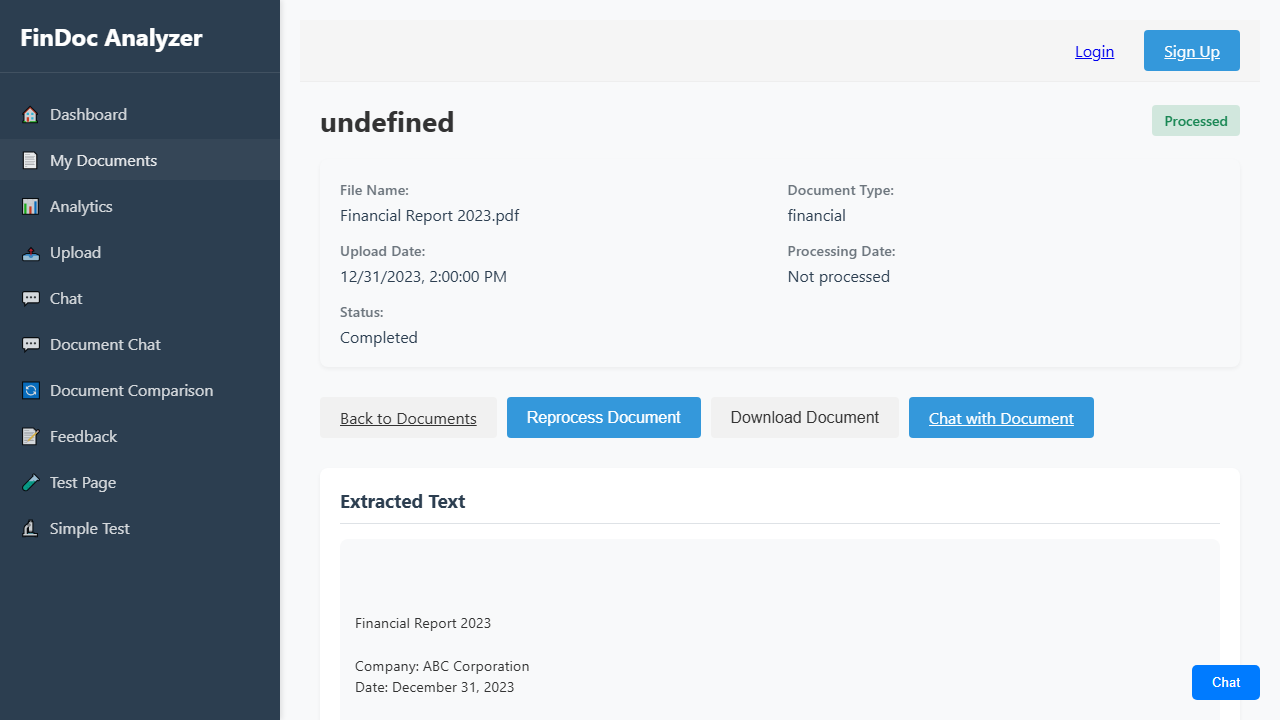 FinDoc Analyzer
Dashboard
My Documents
Analytics
Upload
Chat
Document Chat
Document Comparison
Feedback
Test Page
Simple Test
Login
Sign Up
undefined
Processed
File Name:
Financial Report 2023.pdf
Document Type:
financial
Upload Date:
12/31/2023, 2:00:00 PM
Processing Date:
Not processed
Status:
Completed
Back to Documents
Reprocess Document
Download Document
Chat with Document
Extracted Text
Financial Report 2023
Company: ABC Corporation
Date: December 31, 2023
Chat